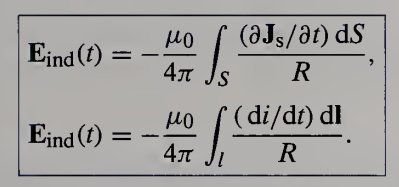 E_ind(t) = −(μ₀/4π) ∫_S (∂J_s/∂t) dS / R,
E_ind(t) = −(μ₀/4π) ∫_l (di/dt) dl / R.